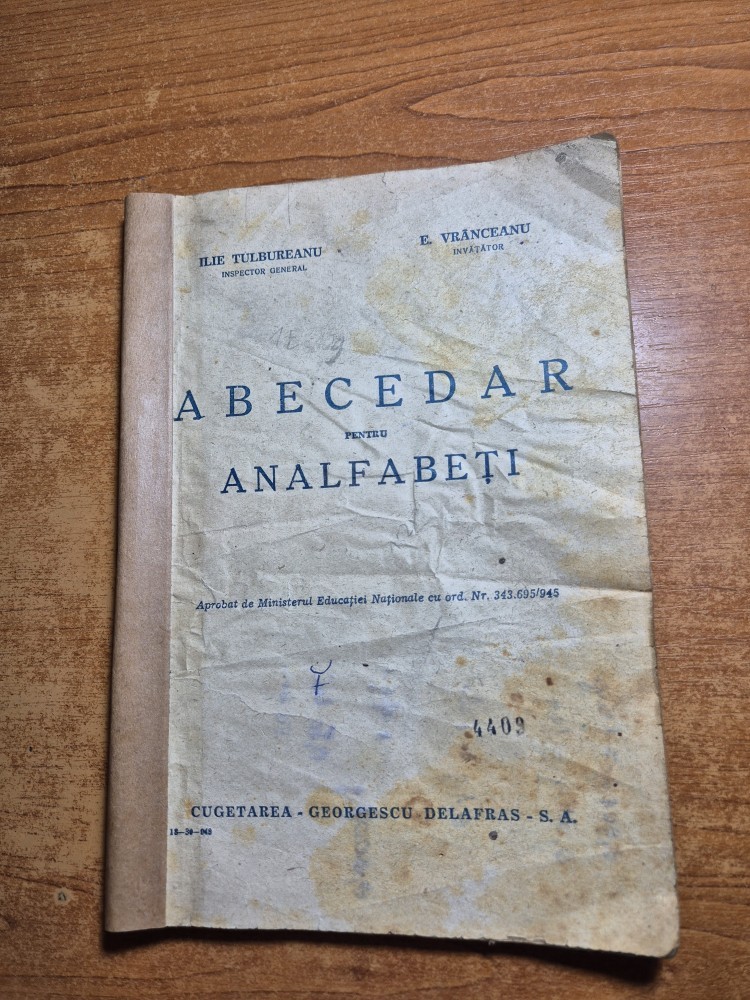 ILIE TULBUREANU
INSPECTOR GENERAL
E. VRÂNCEANU
INVĂȚĂTOR
ABECEDAR
PENTRU
ANALFABEȚI
Aprobat de Ministerul Educației Naționale cu ord. Nr. 343.695/945
4409
CUGETAREA - GEORGESCU DELAFRAS - S. A.